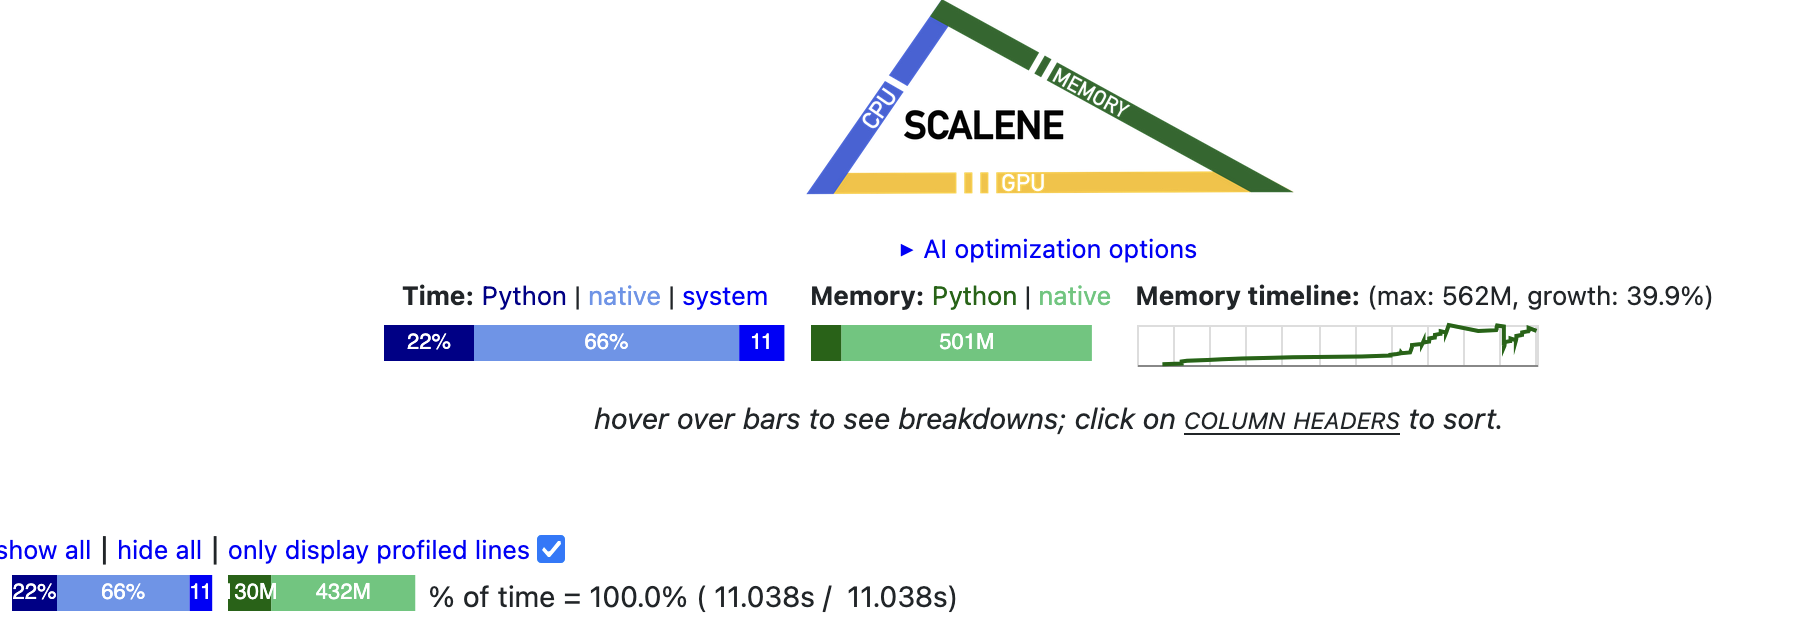 CPU
MEMORY
SCALENE
GPU
► AI optimization options
Time: Python | native | system
Memory: Python | native
Memory timeline: (max: 562M, growth: 39.9%)
22% 66% 11
501M
hover over bars to see breakdowns; click on COLUMN HEADERS to sort.
show all | hide all | only display profiled lines
22% 66% 11 130M 432M % of time = 100.0% ( 11.038s / 11.038s)